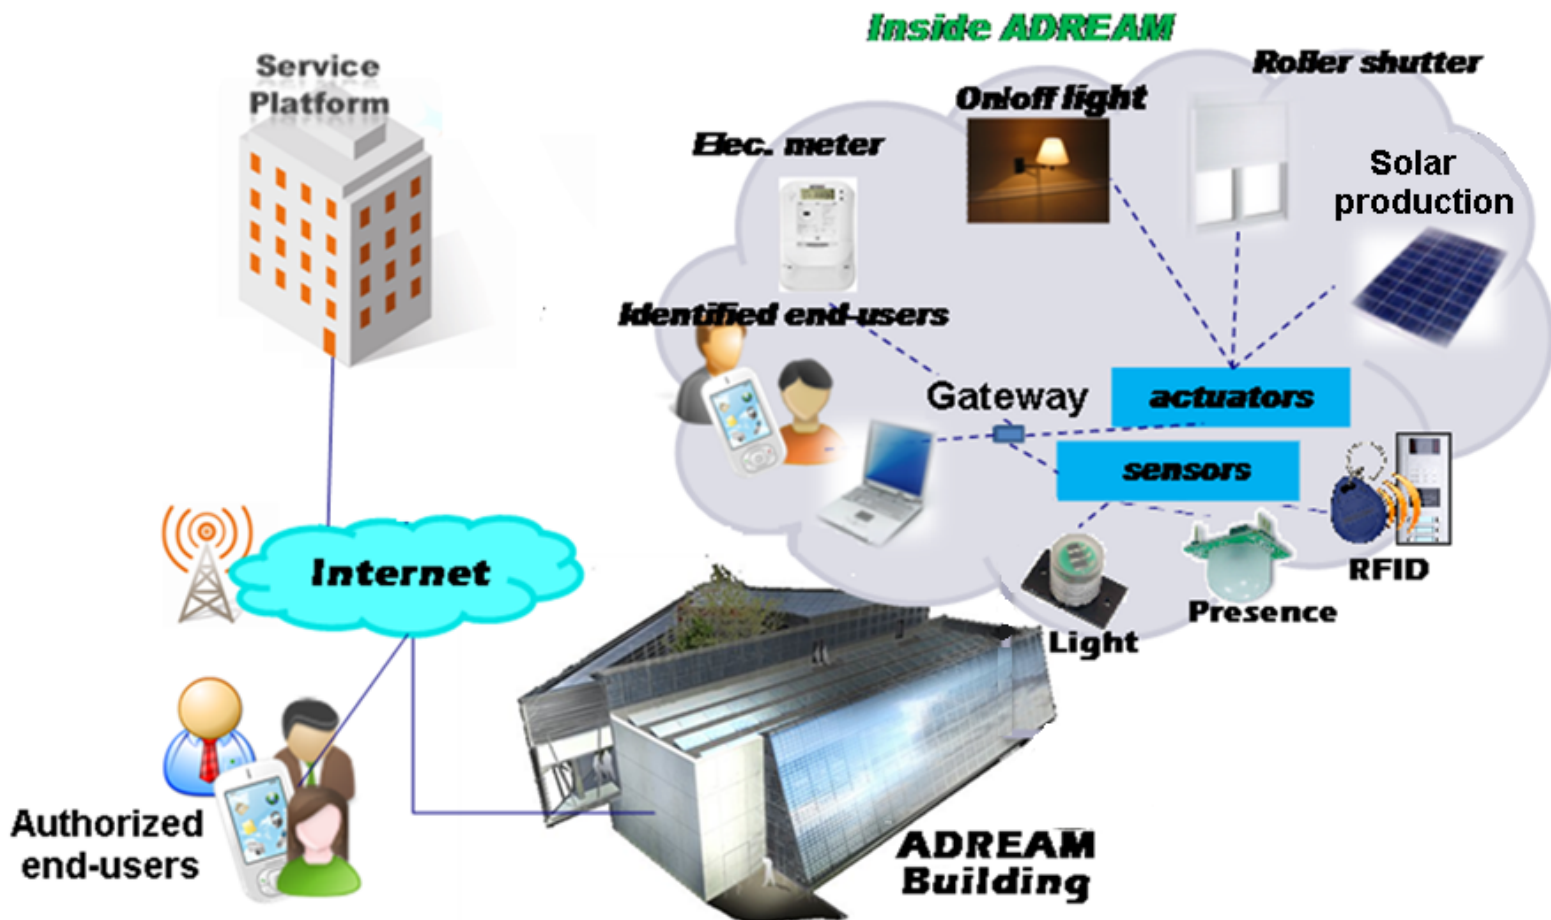 Inside ADREAM
Service
Platform
Roller shutter
On/off light
Elec. meter
Solar
production
Identified end-users
Gateway
actuators
sensors
Internet
RFID
Presence
Light
Authorized
end-users
ADREAM
Building